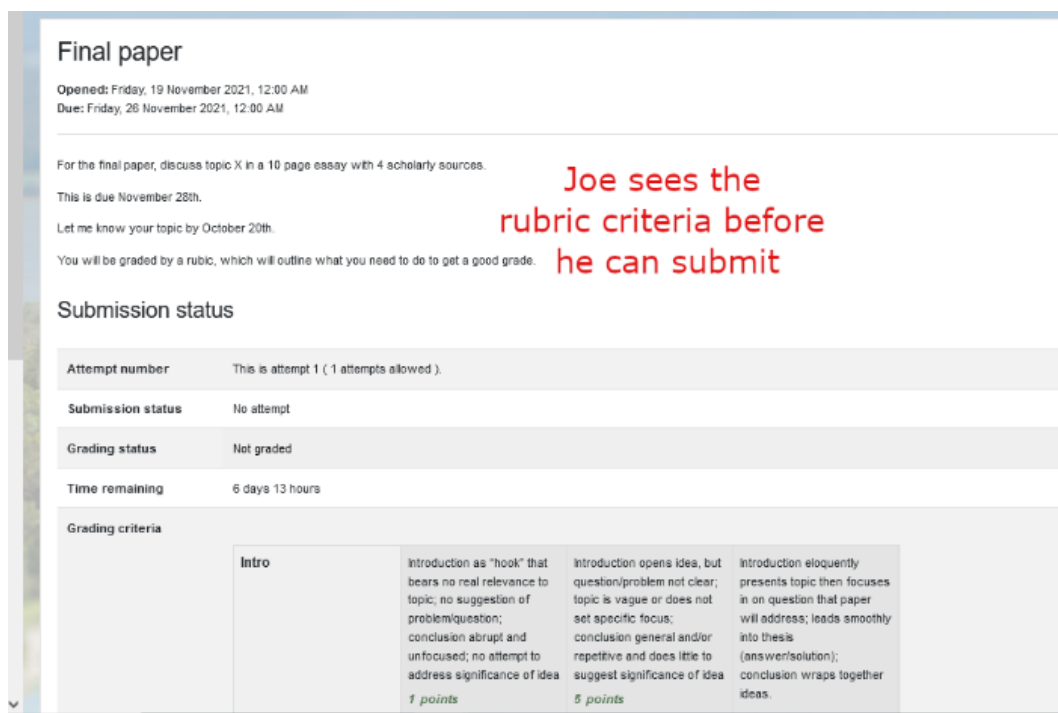 Final paper
Opened: Friday, 19 November 2021, 12:00 AM
Due: Friday, 26 November 2021, 12:00 AM
For the final paper, discuss topic X in a 10 page essay with 4 scholarly sources.
This is due November 28th.
Let me know your topic by October 20th.
You will be graded by a rubic, which will outline what you need to do to get a good grade.
Joe sees the
rubric criteria before
he can submit
Submission status
Attempt number This is attempt 1 ( 1 attempts allowed ).
Submission status No attempt
Grading status Not graded
Time remaining 6 days 13 hours
Grading criteria
Intro
Introduction as "hook" that
bears no real relevance to
topic; no suggestion of
problem/question;
conclusion abrupt and
unfocused; no attempt to
address significance of idea
1 points
Introduction opens idea, but
question/problem not clear;
topic is vague or does not
set specific focus;
conclusion general and/or
repetitive and does little to
suggest significance of idea
5 points
Introduction eloquently
presents topic then focuses
in on question that paper
will address; leads smoothly
into thesis
(answer/solution);
conclusion wraps together
ideas.